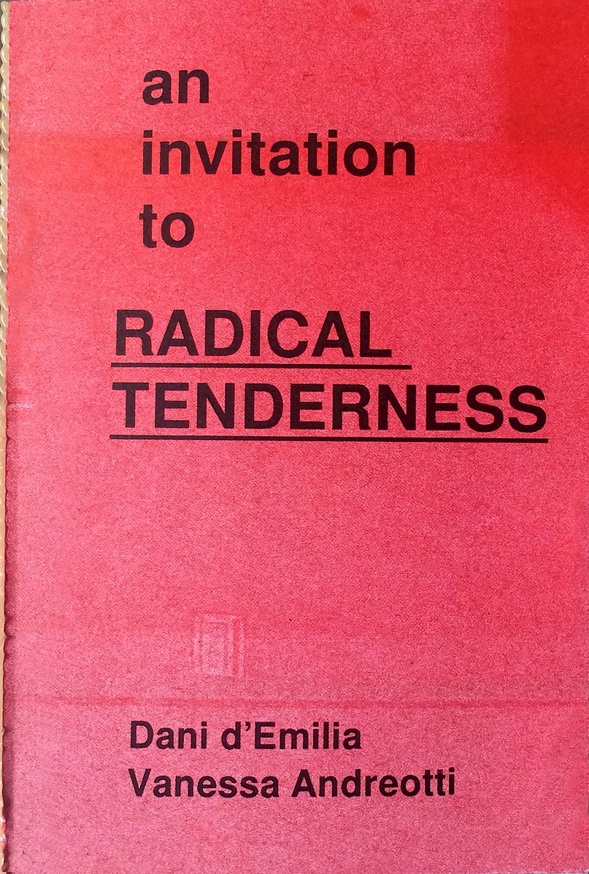 an
invitation
to
RADICAL
TENDERNESS
Dani d'Emilia
Vanessa Andreotti